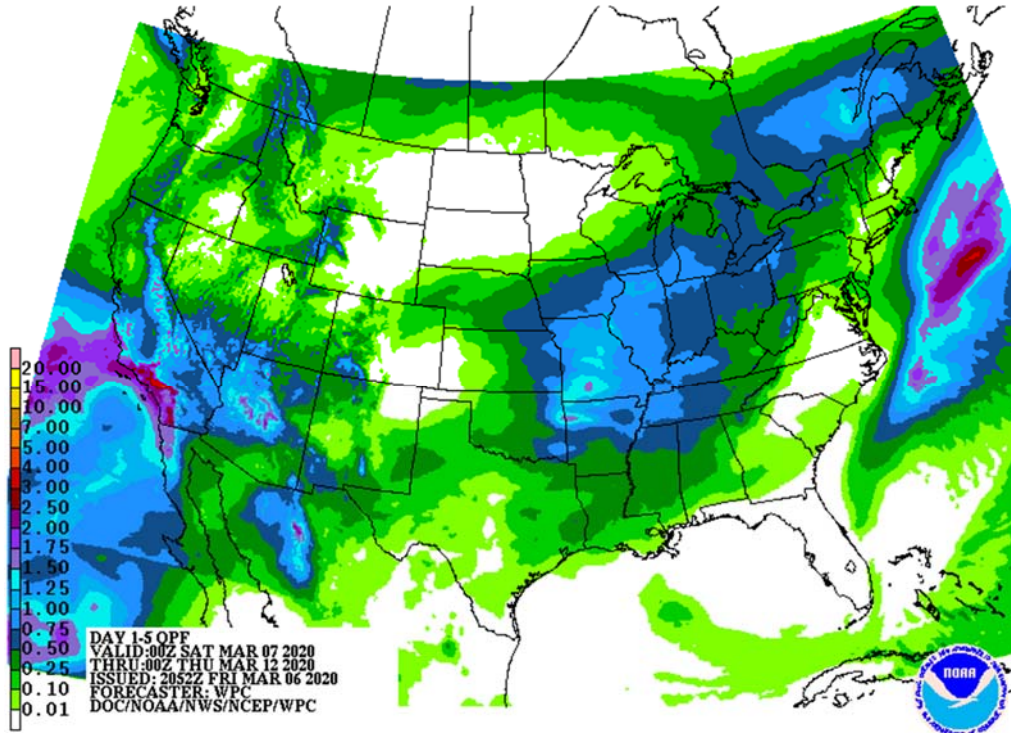 20.00
15.00
10.00
7.00
5.00
4.00
3.00
2.50
2.00
1.75
1.50
1.25
1.00
0.75
0.50
0.25
0.10
0.01
DAY 1-5 QPF
VALID:00Z SAT MAR 07 2020
THRU:00Z THU MAR 12 2020
ISSUED: 2052Z FRI MAR 06 2020
FORECASTER: WPC
DOC/NOAA/NWS/NCEP/WPC
NOAA